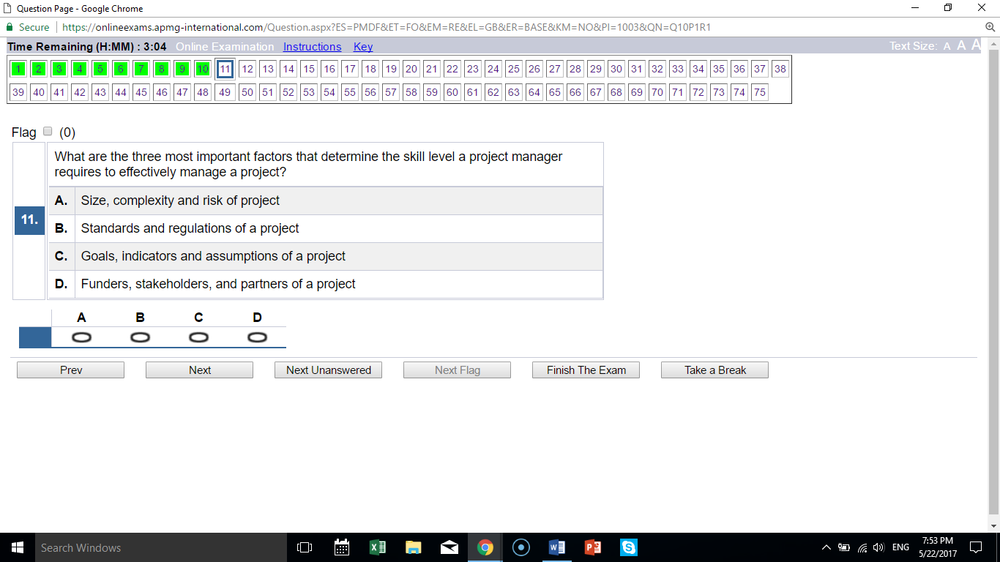 Question Page - Google Chrome
Secure https://onlineexams.apmg-international.com/Question.aspx?ES=PMDF&ET=FO&EM=RE&EL=GB&ER=BASE&KM=NO&PI=1003&QN=Q10P1R1
Time Remaining (H:MM) : 3:04 Online Examination Instructions Key Text Size: A A A
1 2 3 4 5 6 7 8 9 10 11 12 13 14 15 16 17 18 19 20 21 22 23 24 25 26 27 28 29 30 31 32 33 34 35 36 37 38
39 40 41 42 43 44 45 46 47 48 49 50 51 52 53 54 55 56 57 58 59 60 61 62 63 64 65 66 67 68 69 70 71 72 73 74 75
Flag (0)
What are the three most important factors that determine the skill level a project manager
requires to effectively manage a project?
A. Size, complexity and risk of project
11.
B. Standards and regulations of a project
C. Goals, indicators and assumptions of a project
D. Funders, stakeholders, and partners of a project
A B C D
Prev Next Next Unanswered Next Flag Finish The Exam Take a Break
Search Windows
ENG
7:53 PM
5/22/2017